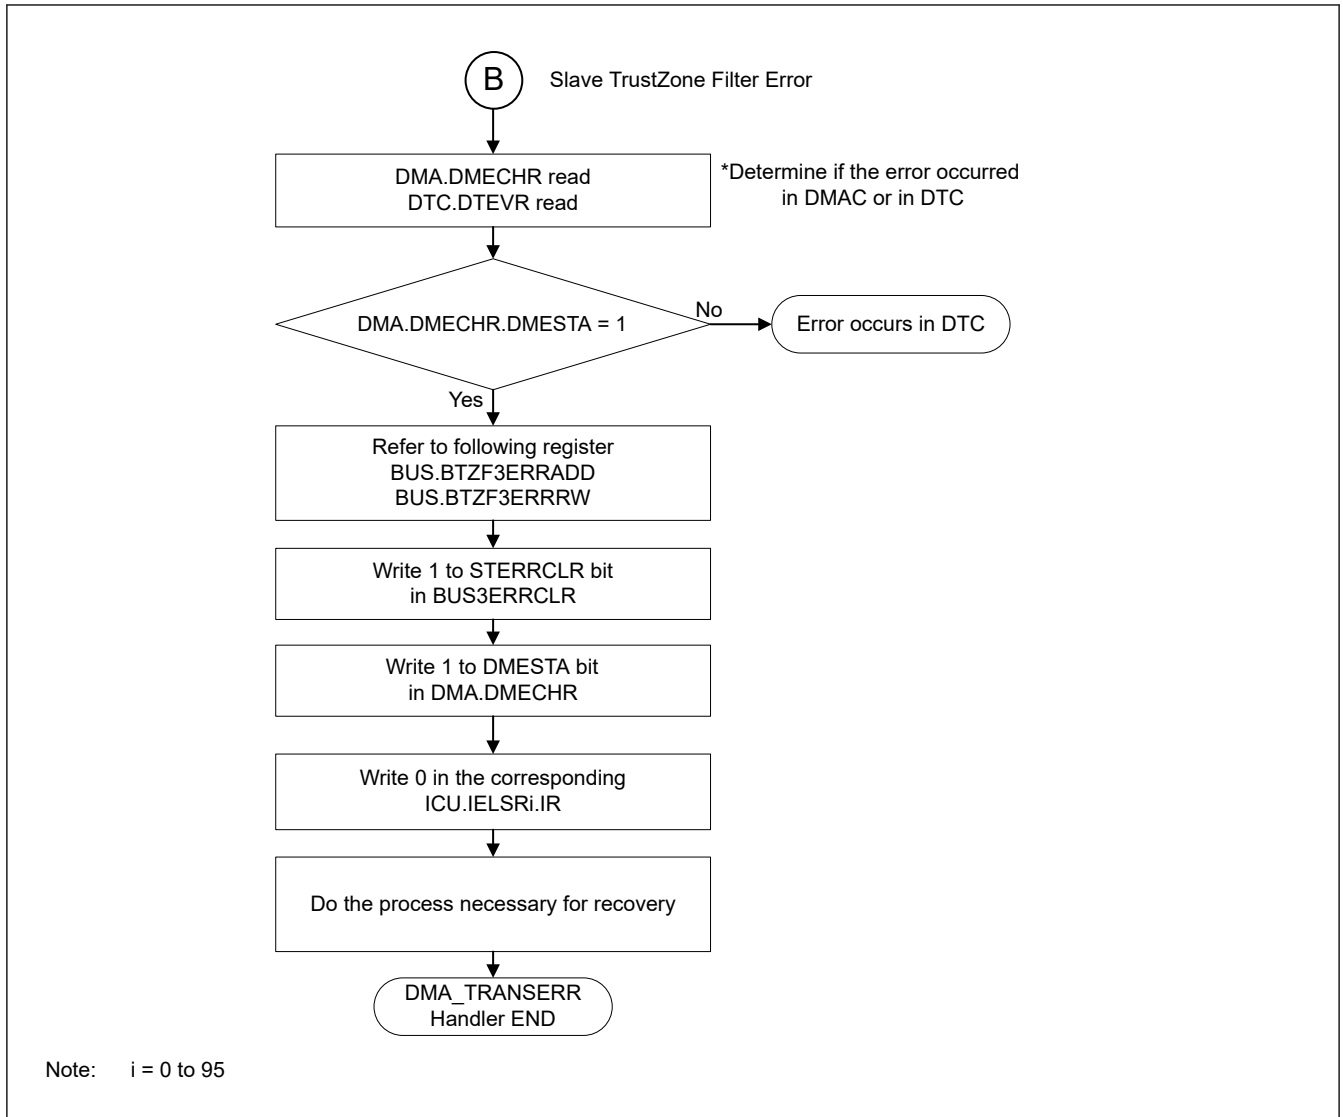 B
Slave TrustZone Filter Error
DMA.DMECHR read
DTC.DTEVR read
*Determine if the error occurred
in DMAC or in DTC
DMA.DMECHR.DMESTA = 1
No
Error occurs in DTC
Yes
Refer to following register
BUS.BTZF3ERRADD
BUS.BTZF3ERRRW
Write 1 to STERRCLR bit
in BUS3ERRCLR
Write 1 to DMESTA bit
in DMA.DMECHR
Write 0 in the corresponding
ICU.IELSRi.IR
Do the process necessary for recovery
DMA_TRANSERR
Handler END
Note: i = 0 to 95